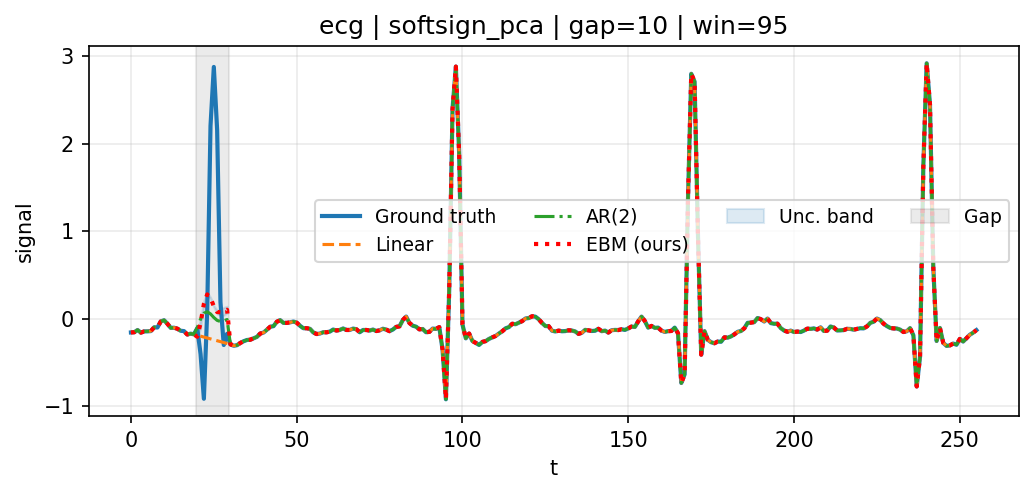 ecg | softsign_pca | gap=10 | win=95
3
2
1
0
−1
signal
Ground truth
Linear
AR(2)
EBM (ours)
Unc. band
Gap
0
50
100
150
200
250
t